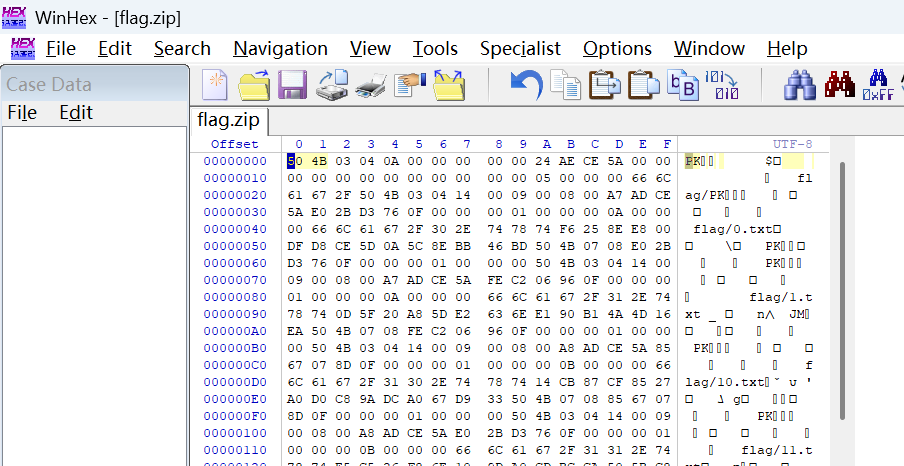 WinHex - [flag.zip]
File Edit Search Navigation View Tools Specialist Options Window Help
Case Data
File Edit
flag.zip
Offset 0 1 2 3 4 5 6 7 8 9 A B C D E F UTF-8
00000000 50 4B 03 04 0A 00 00 00 00 00 24 AE CE 5A 00 00 PK $
00000010 00 00 00 00 00 00 00 00 00 00 05 00 00 00 66 6C fl
00000020 61 67 2F 50 4B 03 04 14 00 09 00 08 00 A7 AD CE ag/PK
00000030 5A E0 2B D3 76 0F 00 00 00 01 00 00 00 0A 00 00
00000040 00 66 6C 61 67 2F 30 2E 74 78 74 F6 25 8E E8 00 flag/0.txt
00000050 DF D8 CE 5D 0A 5C 8E BB 46 BD 50 4B 07 08 E0 2B \ PK
00000060 D3 76 0F 00 00 00 01 00 00 00 50 4B 03 04 14 00 PK
00000070 09 00 08 00 A7 AD CE 5A FE C2 06 96 0F 00 00 00
00000080 01 00 00 00 0A 00 00 00 66 6C 61 67 2F 31 2E 74 flag/1.t
00000090 78 74 0D 5F 20 A8 5D E2 63 6E E1 90 B1 4A 4D 16 xt _ n JM
000000A0 EA 50 4B 07 08 FE C2 06 96 0F 00 00 00 01 00 00
000000B0 00 50 4B 03 04 14 00 09 00 08 00 A8 AD CE 5A 85 PK
000000C0 67 07 8D 0F 00 00 00 01 00 00 00 0B 00 00 00 66 f
000000D0 6C 61 67 2F 31 30 2E 74 78 74 14 CB 87 CF 85 27 lag/10.txt '
000000E0 A0 D0 C8 9A DC A0 67 D9 33 50 4B 07 08 85 67 07 g
000000F0 8D 0F 00 00 00 01 00 00 00 50 4B 03 04 14 00 09 PK
00000100 00 08 00 A8 AD CE 5A E0 2B D3 76 0F 00 00 00 01
00000110 00 00 00 0B 00 00 00 66 6C 61 67 2F 31 31 2E 74 flag/11.t